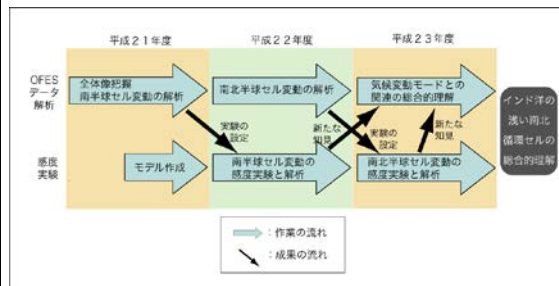 平成21年度
平成22年度
平成23年度
OFES
データ
解析
全体像把握
南半球セル変動の解析
南北半球セル変動の解析
気候変動モードとの
関連の総合的理解
実験の
設定
新たな
知見
実験の
設定
新たな
知見
インド洋の
浅い南北
循環セルの
総合的理解
感度
実験
モデル作成
南半球セル変動の
感度実験と解析
南北半球セル変動の
感度実験と解析
:作業の流れ
:成果の流れ